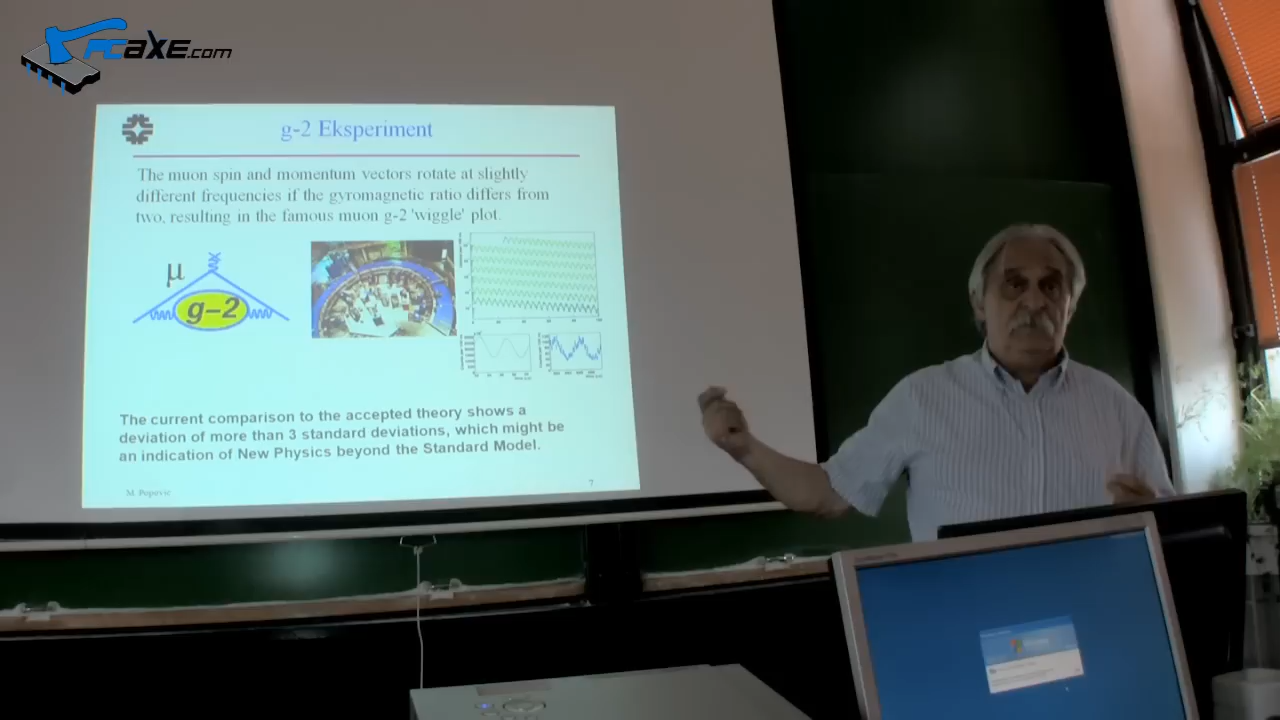 PCAXE.com
g-2 Eksperiment
The muon spin and momentum vectors rotate at slightly
different frequencies if the gyromagnetic ratio differs from
two, resulting in the famous muon g-2 'wiggle' plot.
μ
g-2
The current comparison to the accepted theory shows a
deviation of more than 3 standard deviations, which might be
an indication of New Physics beyond the Standard Model.
M. Popovic
7